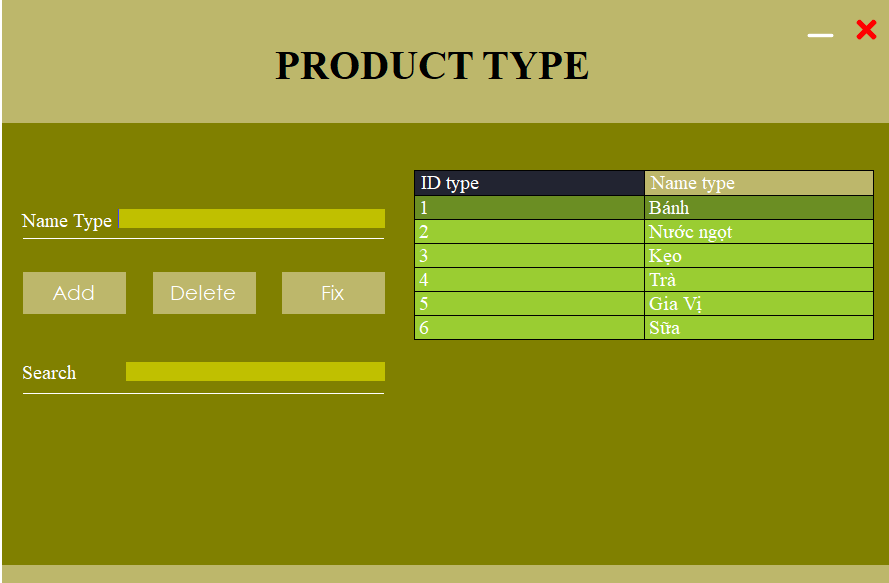 PRODUCT TYPE
Name Type
Add Delete Fix
Search
ID type Name type
1 Bánh
2 Nước ngọt
3 Kẹo
4 Trà
5 Gia Vị
6 Sữa